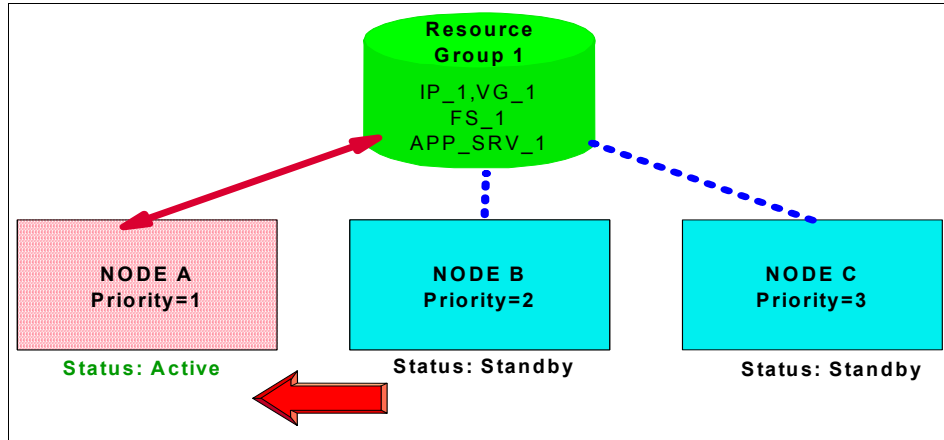 Resource
Group 1
IP_1,VG_1
FS_1
APP_SRV_1
NODE A
Priority=1
NODE B
Priority=2
NODE C
Priority=3
Status: Active
Status: Standby
Status: Standby